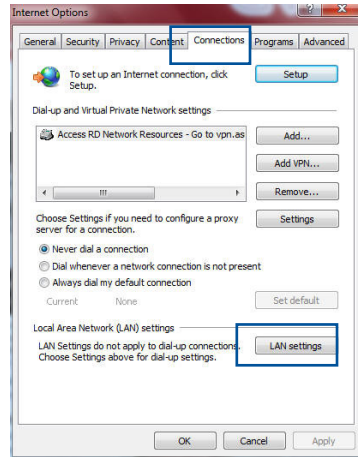 Internet Options
General Security Privacy Content Connections Programs Advanced
To set up an Internet connection, click Setup.
Setup
Dial-up and Virtual Private Network settings
Access RD Network Resources - Go to vpn.as
Add...
Add VPN...
Remove...
Choose Settings if you need to configure a proxy
server for a connection.
Settings
Never dial a connection
Dial whenever a network connection is not present
Always dial my default connection
Current None
Set default
Local Area Network (LAN) settings
LAN Settings do not apply to dial-up connections.
Choose Settings above for dial-up settings.
LAN settings
OK Cancel Apply